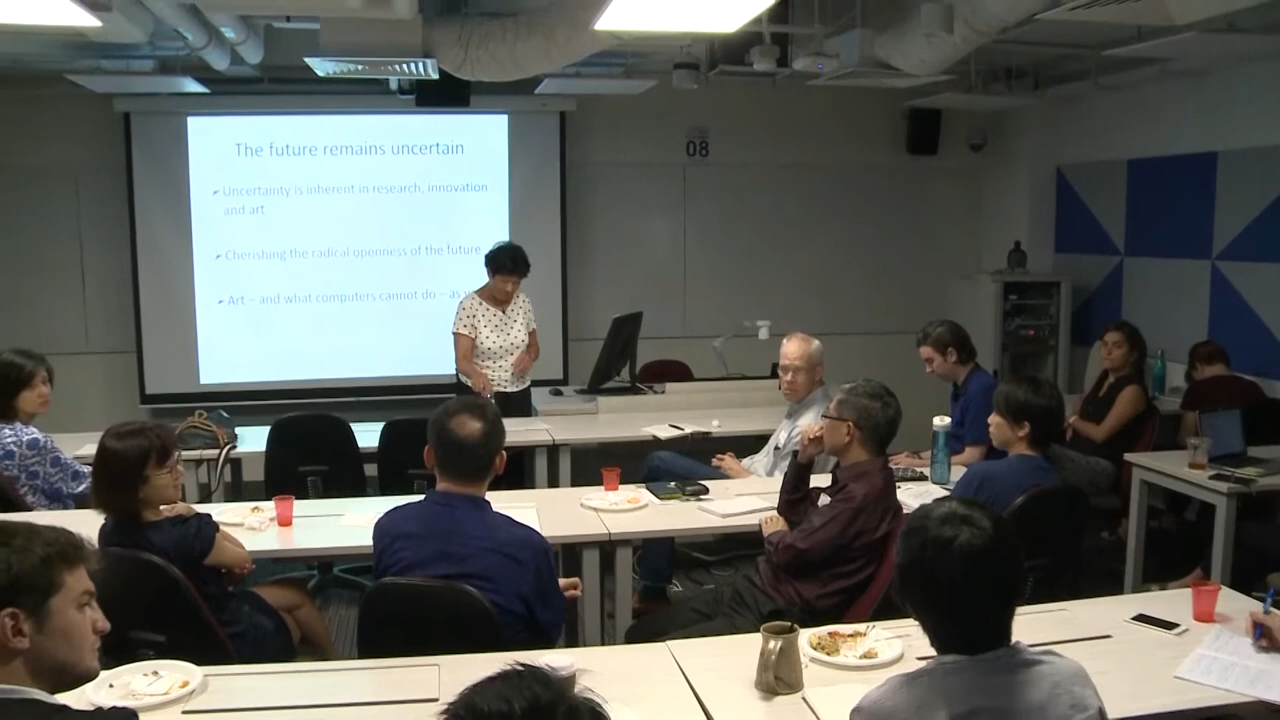 The future remains uncertain
Uncertainty is inherent in research, innovation
and art
Cherishing the radical openness of the future
Art – and what computers cannot do – as
08